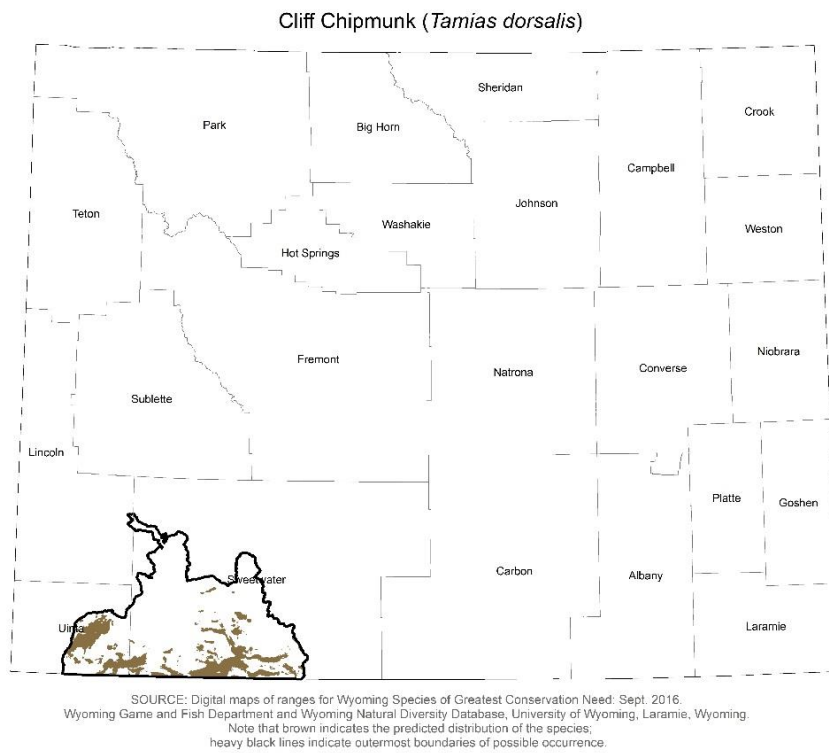 Cliff Chipmunk (Tamias dorsalis)
Sheridan
Crook
Park
Big Horn
Campbell
Johnson
Teton
Washakie
Weston
Hot Springs
Fremont
Niobrara
Converse
Natrona
Sublette
Lincoln
Platte
Goshen
Carbon
Albany
Sweetwater
Uinta
Laramie
SOURCE: Digital maps of ranges for Wyoming Species of Greatest Conservation Need: Sept. 2016.
Wyoming Game and Fish Department and Wyoming Natural Diversity Database, University of Wyoming, Laramie, Wyoming.
Note that brown indicates the predicted distribution of the species;
heavy black lines indicate outermost boundaries of possible occurrence.